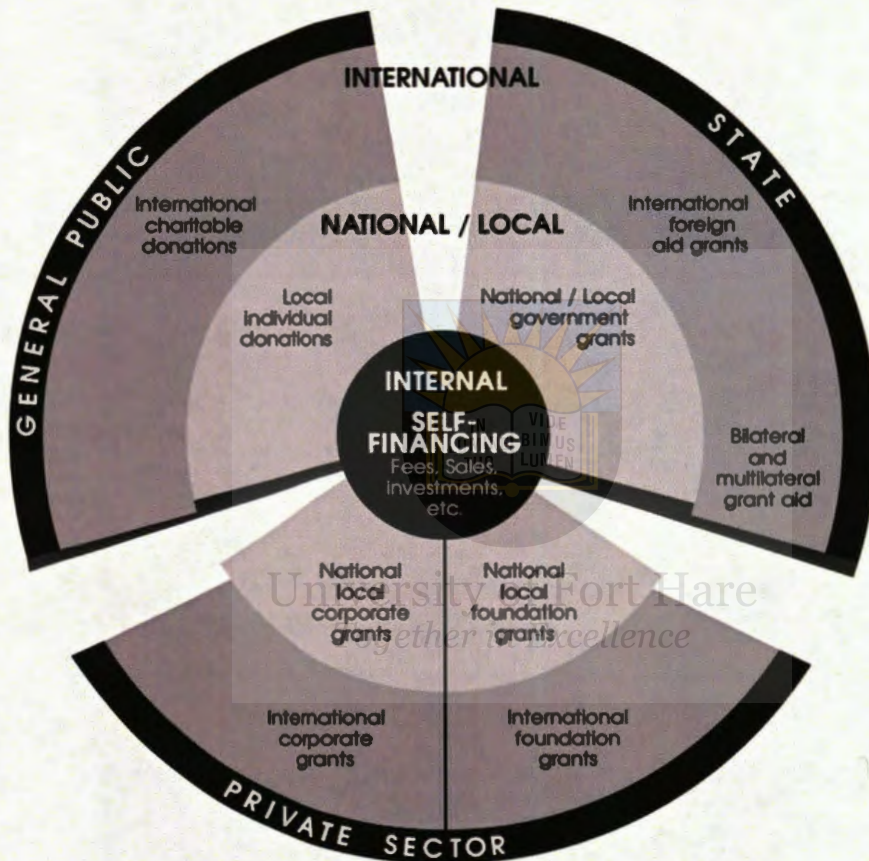 INTERNATIONAL
GENERAL PUBLIC
STATE
International
charitable
donations
International
foreign
aid grants
NATIONAL / LOCAL
Local
individual
donations
National / Local
government
grants
INTERNAL
SELF-
FINANCING
Fees, Sales,
investments,
etc.
VIDE
BIMUS
LUMEN
Bilateral
and
multilateral
grant aid
National
local
corporate
grants
National
local
foundation
grants
University Fort Hare
Together in Excellence
International
corporate
grants
International
foundation
grants
PRIVATE SECTOR